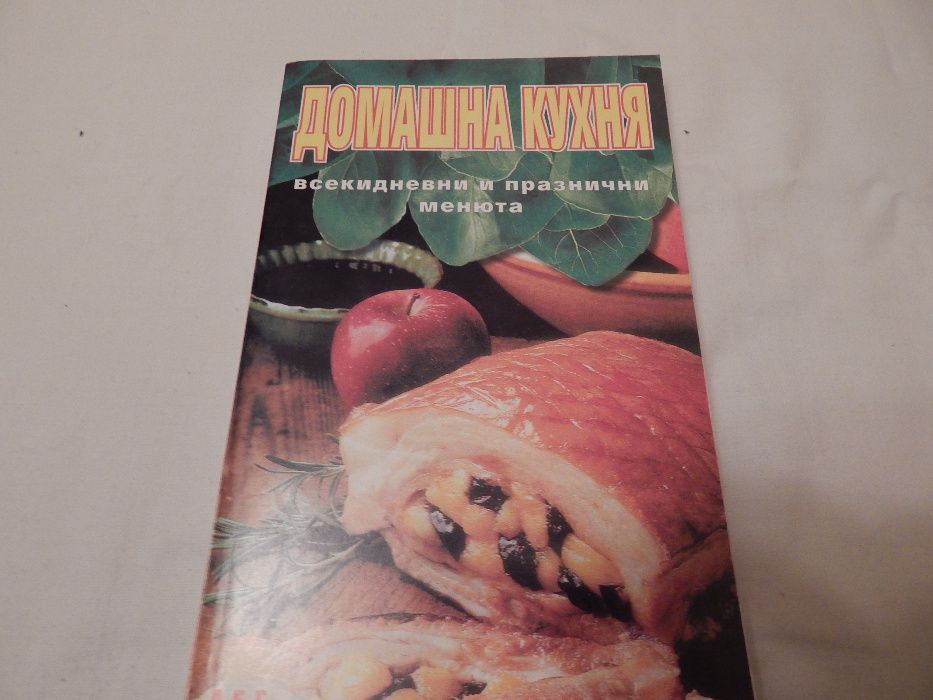 ДОМАШНА КУХНЯ
всекидневни и празнични
менюта